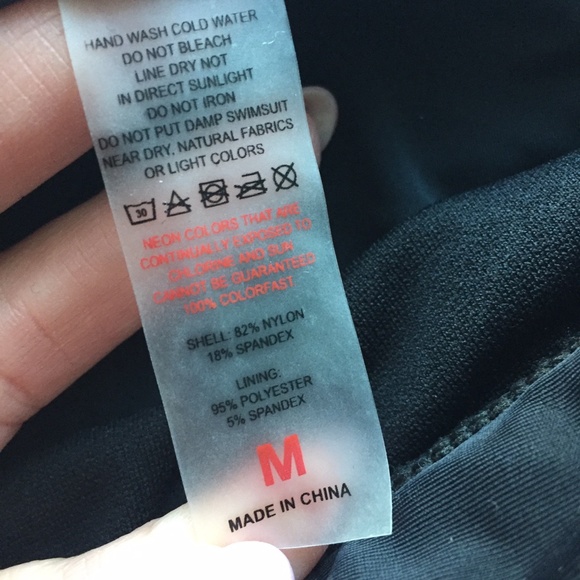 HAND WASH COLD WATER
DO NOT BLEACH
LINE DRY NOT
IN DIRECT SUNLIGHT
DO NOT IRON
DO NOT PUT DAMP SWIMSUIT
NEAR DRY, NATURAL FABRICS
OR LIGHT COLORS
30
NEON COLORS THAT ARE
CONTINUALLY EXPOSED TO
CHLORINE AND SUN
CANNOT BE GUARANTEED
100% COLORFAST
SHELL: 82% NYLON
18% SPANDEX
LINING:
95% POLYESTER
5% SPANDEX
M
MADE IN CHINA